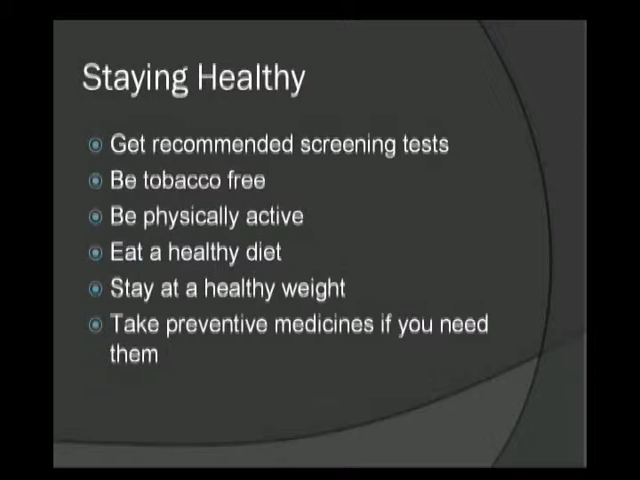 Staying Healthy
Get recommended screening tests
Be tobacco free
Be physically active
Eat a healthy diet
Stay at a healthy weight
Take preventive medicines if you need
them